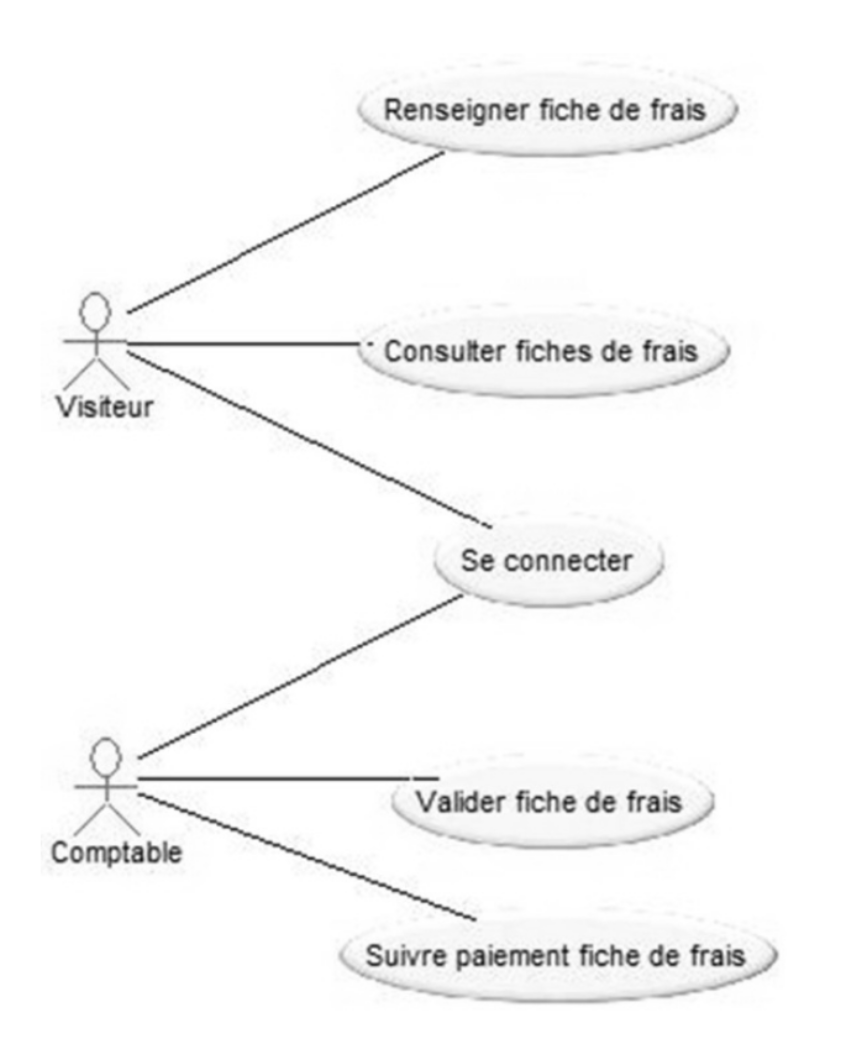 Renseigner fiche de frais
Consulter fiches de frais
Visiteur
Se connecter
Valider fiche de frais
Comptable
Suivre paiement fiche de frais